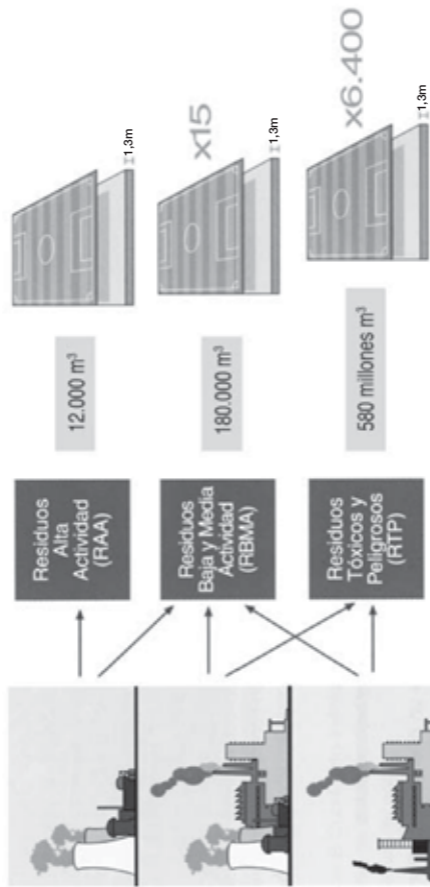 Residuos
Alta
Actividad
(RAA)
12.000 m³
1,3m
Residuos
Baja y Media
Actividad
(RBMA)
180.000 m³
x15
1,3m
Residuos
Tóxicos y
Peligrosos
(RTP)
580 millones m³
x6.400
1,3m